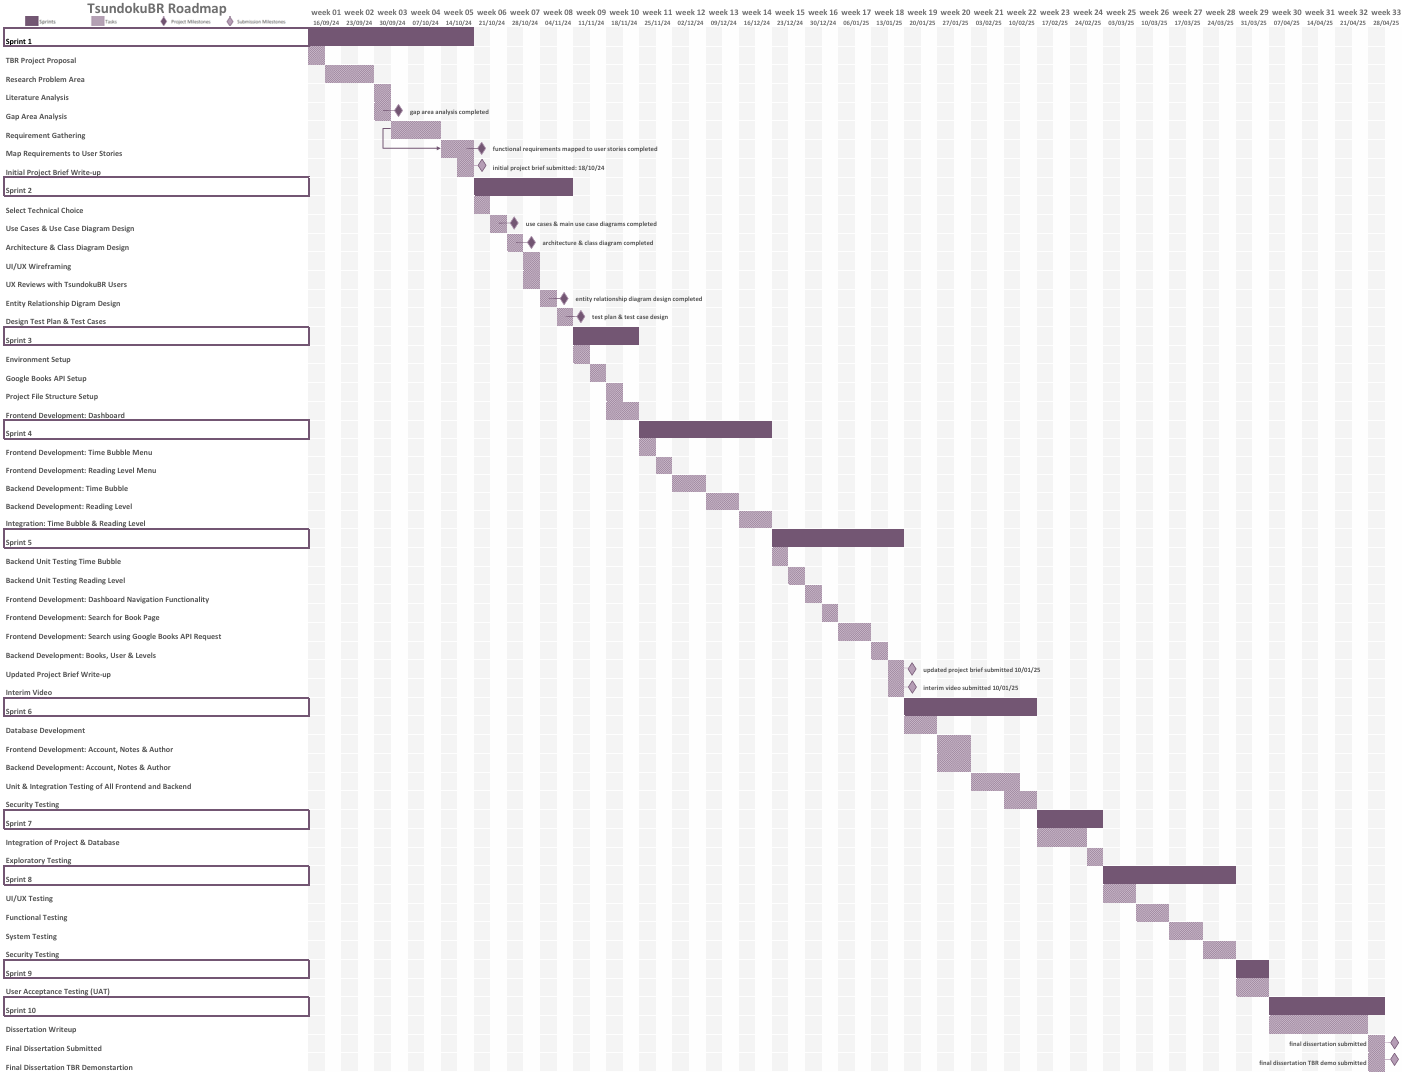 TsundokuBR Roadmap
Sprints Tasks Project Milestones Submission Milestones
week 01 week 02 week 03 week 04 week 05 week 06 week 07 week 08 week 09 week 10 week 11 week 12 week 13 week 14 week 15 week 16 week 17 week 18 week 19 week 20 week 21 week 22 week 23 week 24 week 25 week 26 week 27 week 28 week 29 week 30 week 31 week 32 week 33
16/09/24 23/09/24 30/09/24 07/10/24 14/10/24 21/10/24 28/10/24 04/11/24 11/11/24 18/11/24 25/11/24 02/12/24 09/12/24 16/12/24 23/12/24 30/12/24 06/01/25 13/01/25 20/01/25 27/01/25 03/02/25 10/02/25 17/02/25 24/02/25 03/03/25 10/03/25 17/03/25 24/03/25 31/03/25 07/04/25 14/04/25 21/04/25 28/04/25
Sprint 1
TBR Project Proposal
Research Problem Area
Literature Analysis
Gap Area Analysis
gap area analysis completed
Requirement Gathering
Map Requirements to User Stories
functional requirements mapped to user stories completed
Initial Project Brief Write-up
initial project brief submitted: 18/10/24
Sprint 2
Select Technical Choice
Use Cases & Use Case Diagram Design
use cases & main use case diagrams completed
Architecture & Class Diagram Design
architecture & class diagram completed
UI/UX Wireframing
UX Reviews with TsundokuBR Users
Entity Relationship Digram Design
entity relationship diagram design completed
Design Test Plan & Test Cases
test plan & test case design
Sprint 3
Environment Setup
Google Books API Setup
Project File Structure Setup
Frontend Development: Dashboard
Sprint 4
Frontend Development: Time Bubble Menu
Frontend Development: Reading Level Menu
Backend Development: Time Bubble
Backend Development: Reading Level
Integration: Time Bubble & Reading Level
Sprint 5
Backend Unit Testing Time Bubble
Backend Unit Testing Reading Level
Frontend Development: Dashboard Navigation Functionality
Frontend Development: Search for Book Page
Frontend Development: Search using Google Books API Request
Backend Development: Books, User & Levels
Updated Project Brief Write-up
updated project brief submitted 10/01/25
Interim Video
interim video submitted 10/01/25
Sprint 6
Database Development
Frontend Development: Account, Notes & Author
Backend Development: Account, Notes & Author
Unit & Integration Testing of All Frontend and Backend
Security Testing
Sprint 7
Integration of Project & Database
Exploratory Testing
Sprint 8
UI/UX Testing
Functional Testing
System Testing
Security Testing
Sprint 9
User Acceptance Testing (UAT)
Sprint 10
Dissertation Writeup
Final Dissertation Submitted
final dissertation submitted
Final Dissertation TBR Demonstartion
final dissertation TBR demo submitted